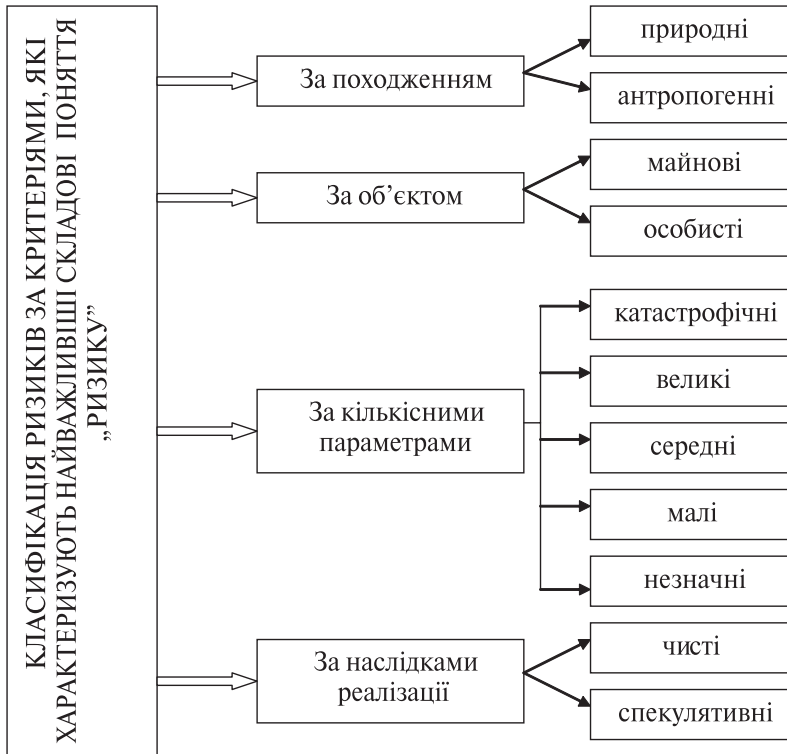 КЛАСИФІКАЦІЯ РИЗИКІВ ЗА КРИТЕРІЯМИ, ЯКІ
ХАРАКТЕРИЗУЮТЬ НАЙВАЖЛИВІШІ СКЛАДОВІ ПОНЯТТЯ
„РИЗИКУ”
За походженням
природні
антропогенні
За об’єктом
майнові
особисті
За кількісними
параметрами
катастрофічні
великі
середні
малі
незначні
За наслідками
реалізації
чисті
спекулятивні